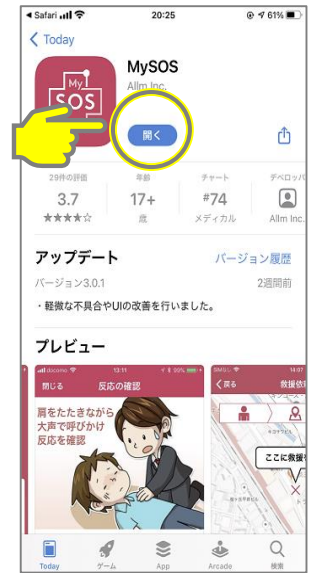 Safari 20:25 61%
Today
My
SOS
MySOS
Allm Inc.
開く
29件の評価 年齢 チャート デベロッパ
3.7 17+ #74
歳 メディカル Allm Inc.
アップデート バージョン履歴
バージョン3.0.1 2週間前
・軽微な不具合やUIの改善を行いました。
プレビュー
docomo 13:11 99% 14:07
閉じる 反応の確認 戻る 救援依
肩をたたきながら
大声で呼びかけ
反応を確認
ここに救援
Today ゲーム App Arcade 検索